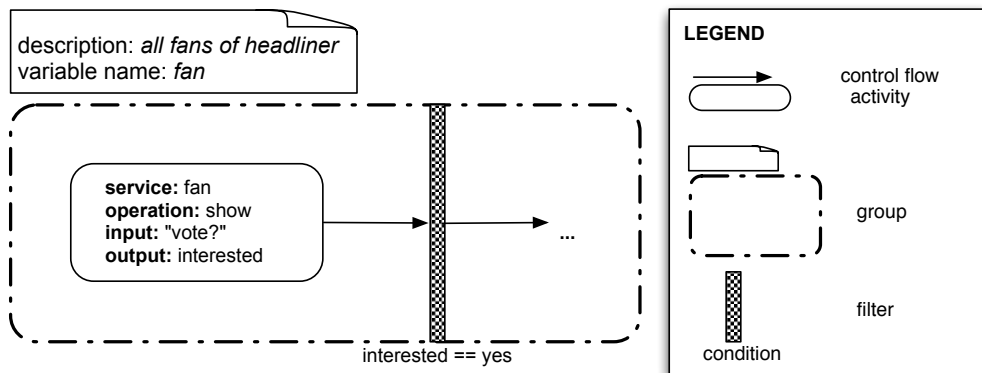 description: all fans of headliner
variable name: fan
service: fan
operation: show
input: "vote?"
output: interested
...
interested == yes
LEGEND
control flow
activity
group
filter
condition